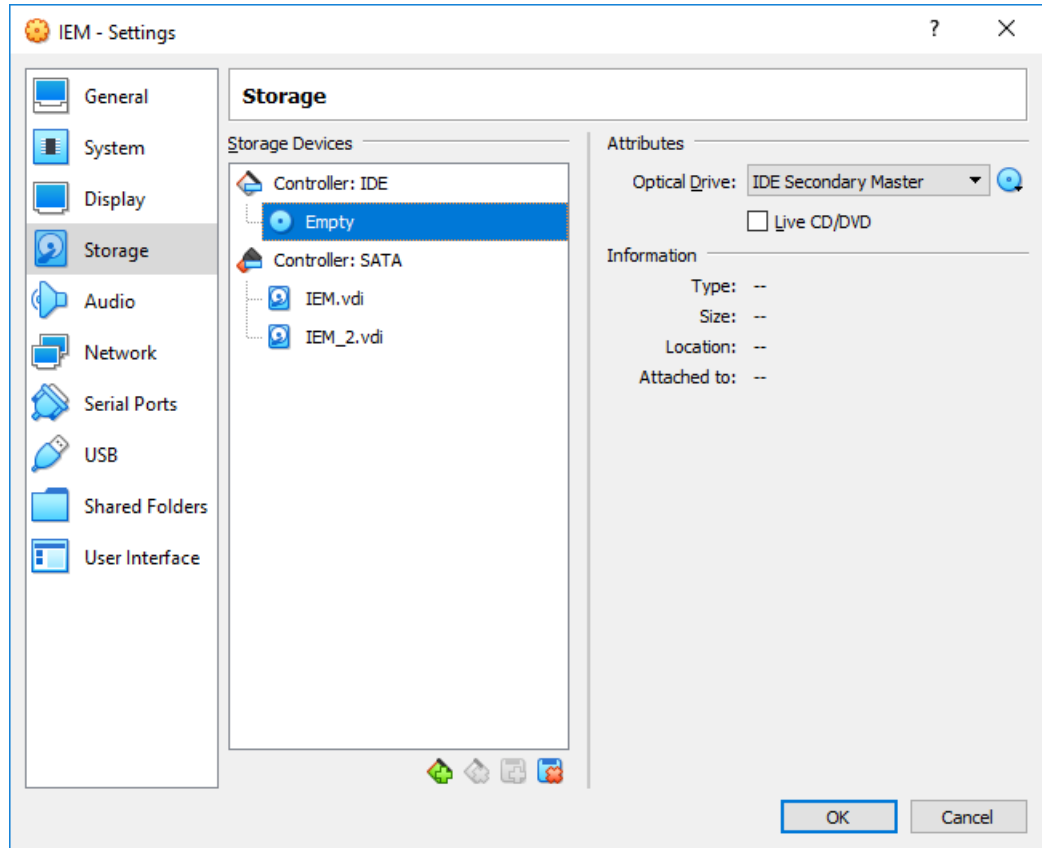 IEM - Settings
?
General
System
Display
Storage
Audio
Network
Serial Ports
USB
Shared Folders
User Interface
Storage
Storage Devices
Controller: IDE
Empty
Controller: SATA
IEM.vdi
IEM_2.vdi
Attributes
Optical Drive: IDE Secondary Master
Live CD/DVD
Information
Type: --
Size: --
Location: --
Attached to: --
OK Cancel